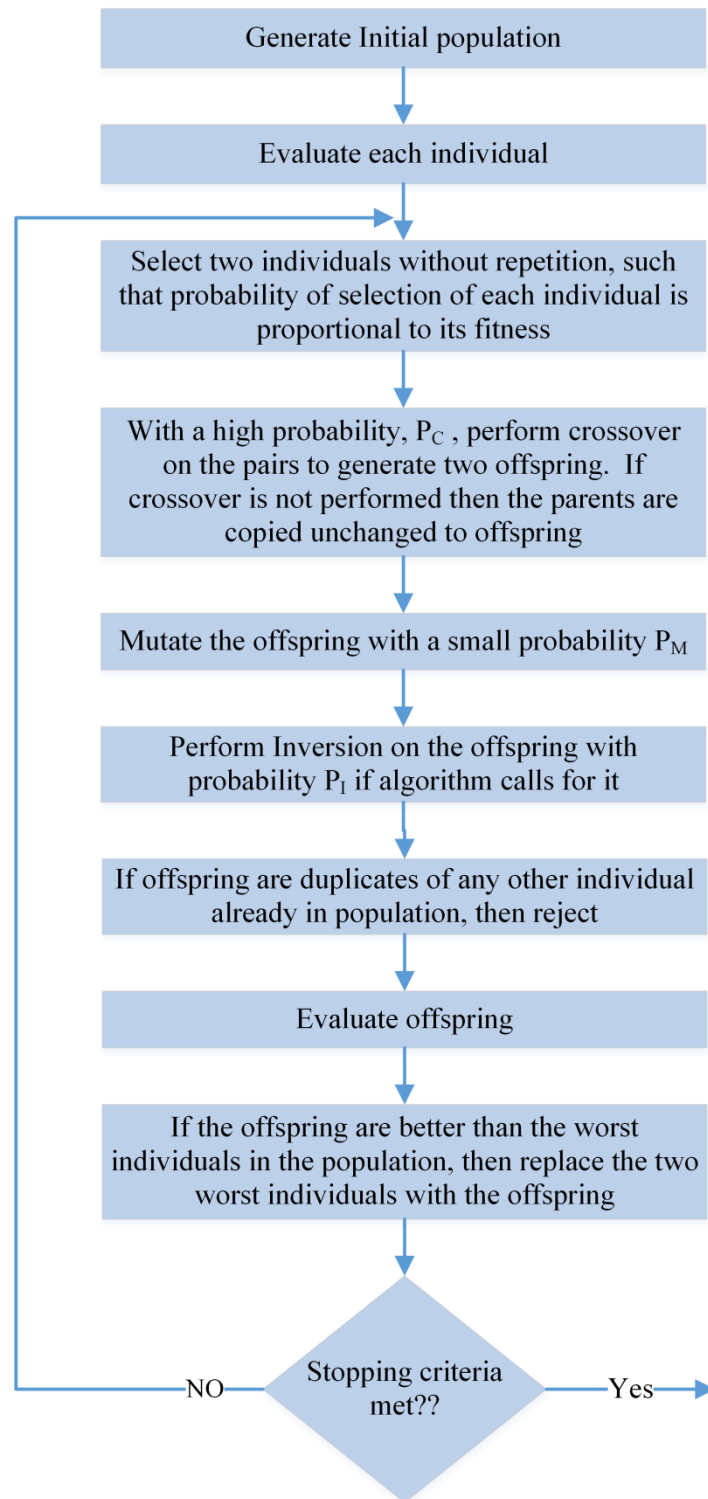 Generate Initial population
Evaluate each individual
Select two individuals without repetition, such
that probability of selection of each individual is
proportional to its fitness
With a high probability, P_C , perform crossover
on the pairs to generate two offspring. If
crossover is not performed then the parents are
copied unchanged to offspring
Mutate the offspring with a small probability P_M
Perform Inversion on the offspring with
probability P_I if algorithm calls for it
If offspring are duplicates of any other individual
already in population, then reject
Evaluate offspring
If the offspring are better than the worst
individuals in the population, then replace the two
worst individuals with the offspring
Stopping criteria
met??
NO
Yes